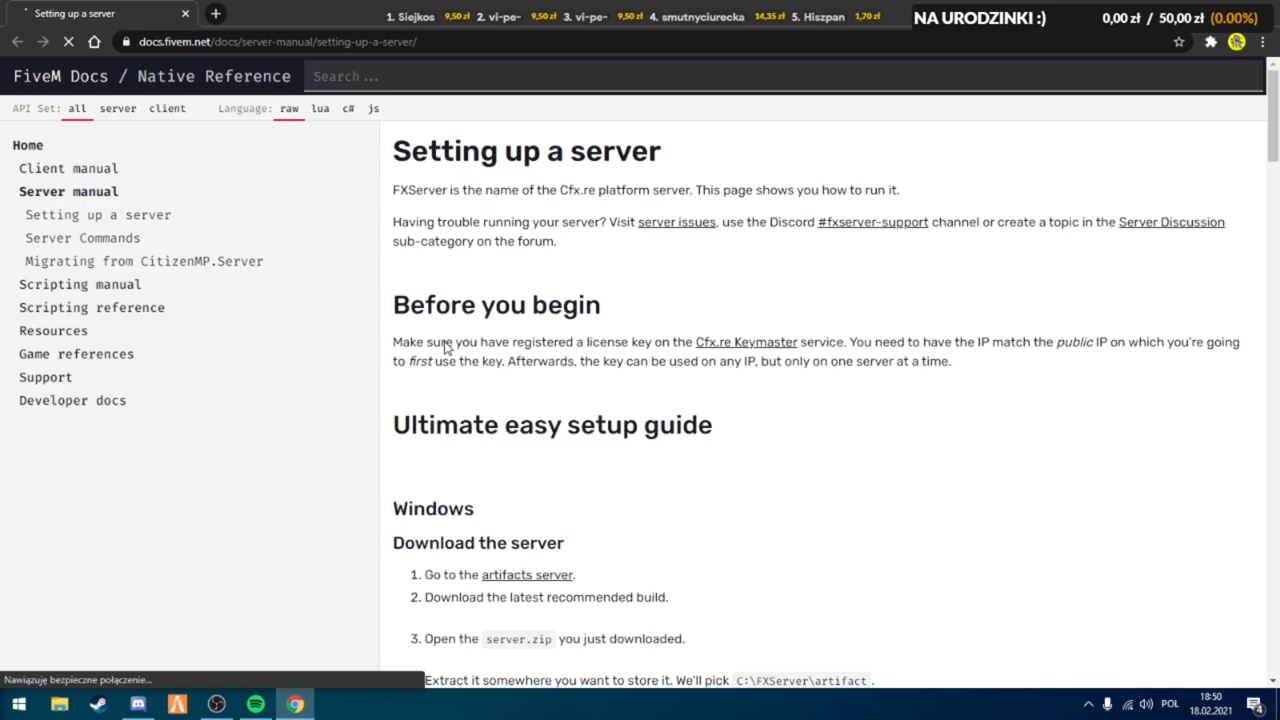 Setting up a server
1. Siejkos 9,50 zł 2. vi-pe- 9,50 zł 3. vi-pe- 9,50 zł 4. smutnyciurecka 14,35 zł 5. Hiszpan 1,70 zł
NA URODZINKI :) 0,00 zł / 50,00 zł (0.00%)
docs.fivem.net/docs/server-manual/setting-up-a-server/
FiveM Docs / Native Reference
Search ...
API Set: all server client Language: raw lua c# js
Home
Client manual
Server manual
Setting up a server
Server Commands
Migrating from CitizenMP.Server
Scripting manual
Scripting reference
Resources
Game references
Support
Developer docs
Setting up a server
FXServer is the name of the Cfx.re platform server. This page shows you how to run it.
Having trouble running your server? Visit server issues, use the Discord #fxserver-support channel or create a topic in the Server Discussion
sub-category on the forum.
Before you begin
Make sure you have registered a license key on the Cfx.re Keymaster service. You need to have the IP match the public IP on which you're going
to first use the key. Afterwards, the key can be used on any IP, but only on one server at a time.
Ultimate easy setup guide
Windows
Download the server
1. Go to the artifacts server.
2. Download the latest recommended build.
3. Open the server.zip you just downloaded.
Extract it somewhere you want to store it. We'll pick C:\FXServer\artifact .
Nawiązuję bezpieczne połączenie...
POL
18:50
18.02.2021
4